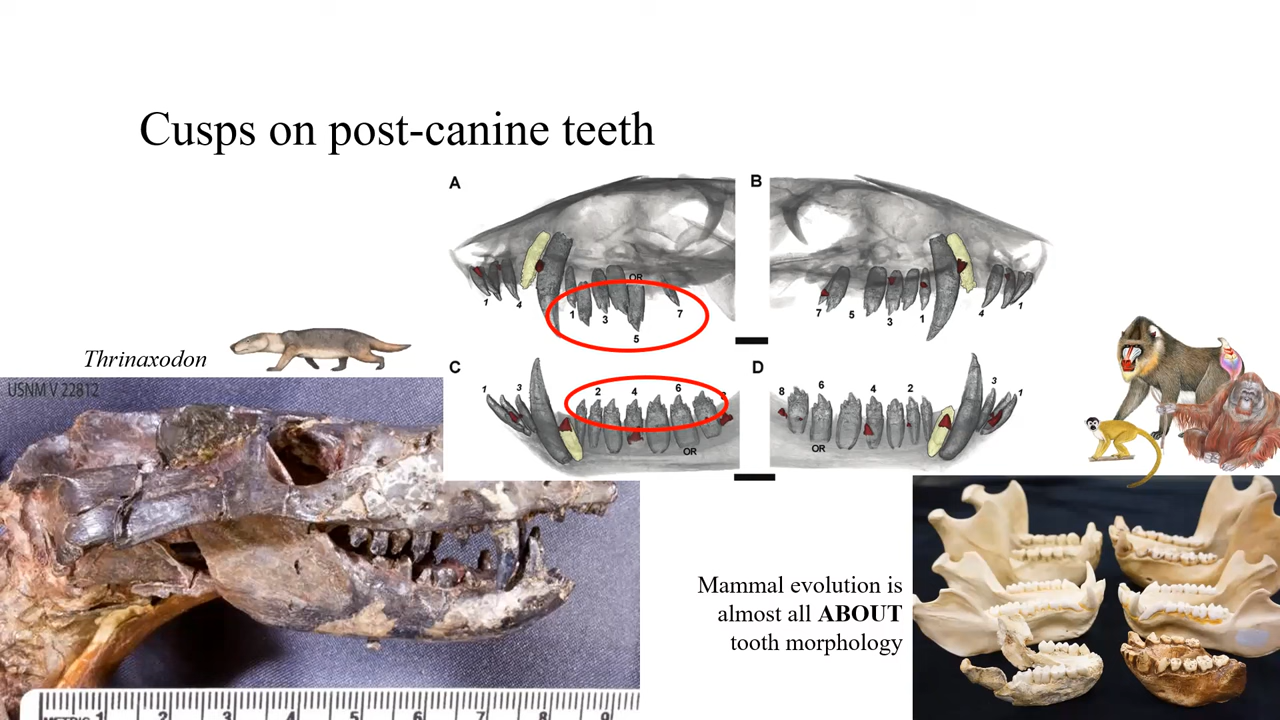 Cusps on post-canine teeth
A
B
OR
1
4
1
3
5
7
7
5
3
1
4
1
Thrinaxodon
USNM V 22812
C
D
1
3
2
4
6
OR
8
6
4
2
3
1
OR
Mammal evolution is
almost all ABOUT
tooth morphology
METRIC 1 2 3 4 5 6 7 8 9